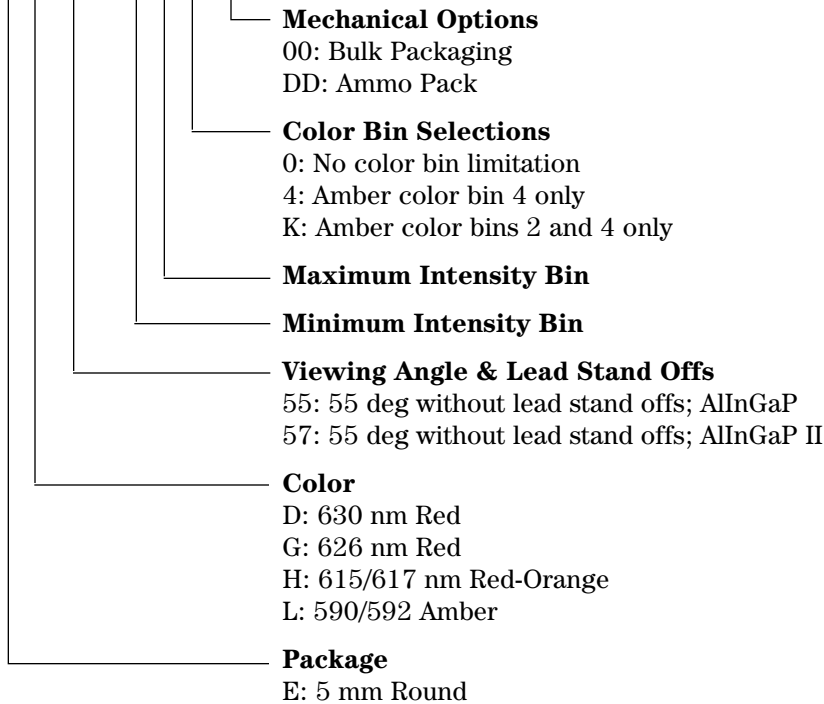 Mechanical Options
00: Bulk Packaging
DD: Ammo Pack
Color Bin Selections
0: No color bin limitation
4: Amber color bin 4 only
K: Amber color bins 2 and 4 only
Maximum Intensity Bin
Minimum Intensity Bin
Viewing Angle & Lead Stand Offs
55: 55 deg without lead stand offs; AlInGaP
57: 55 deg without lead stand offs; AlInGaP II
Color
D: 630 nm Red
G: 626 nm Red
H: 615/617 nm Red-Orange
L: 590/592 Amber
Package
E: 5 mm Round